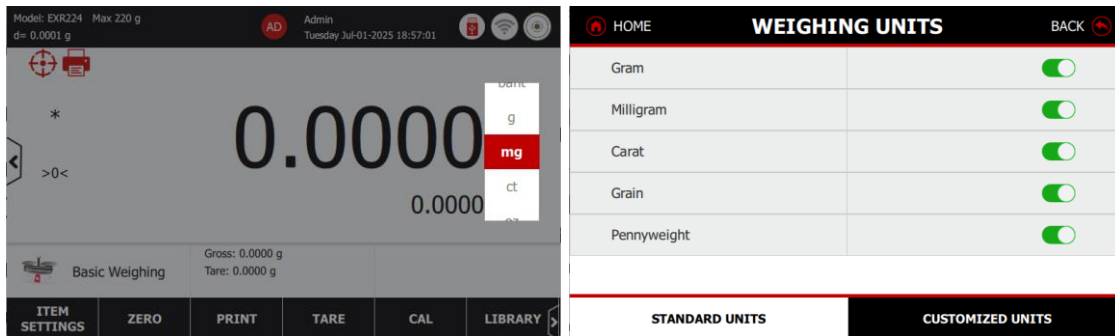 Model: EXR224 Max 220 g
d= 0.0001 g
AD
Admin
Tuesday Jul-01-2025 18:57:01
*
>0<
0.0000
0.0000
g
mg
ct
Basic Weighing
Gross: 0.0000 g
Tare: 0.0000 g
ITEM SETTINGS
ZERO
PRINT
TARE
CAL
LIBRARY
HOME
WEIGHING UNITS
BACK
Gram
Milligram
Carat
Grain
Pennyweight
STANDARD UNITS
CUSTOMIZED UNITS